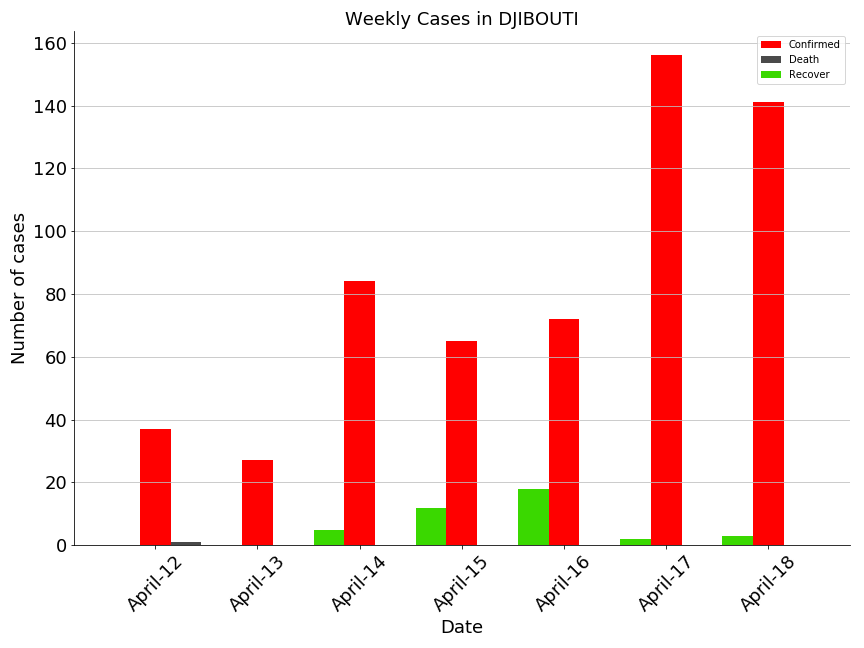 Weekly Cases in DJIBOUTI
Confirmed
Death
Recover
160
140
120
100
80
60
40
20
0
Number of cases
April-12
April-13
April-14
April-15
April-16
April-17
April-18
Date